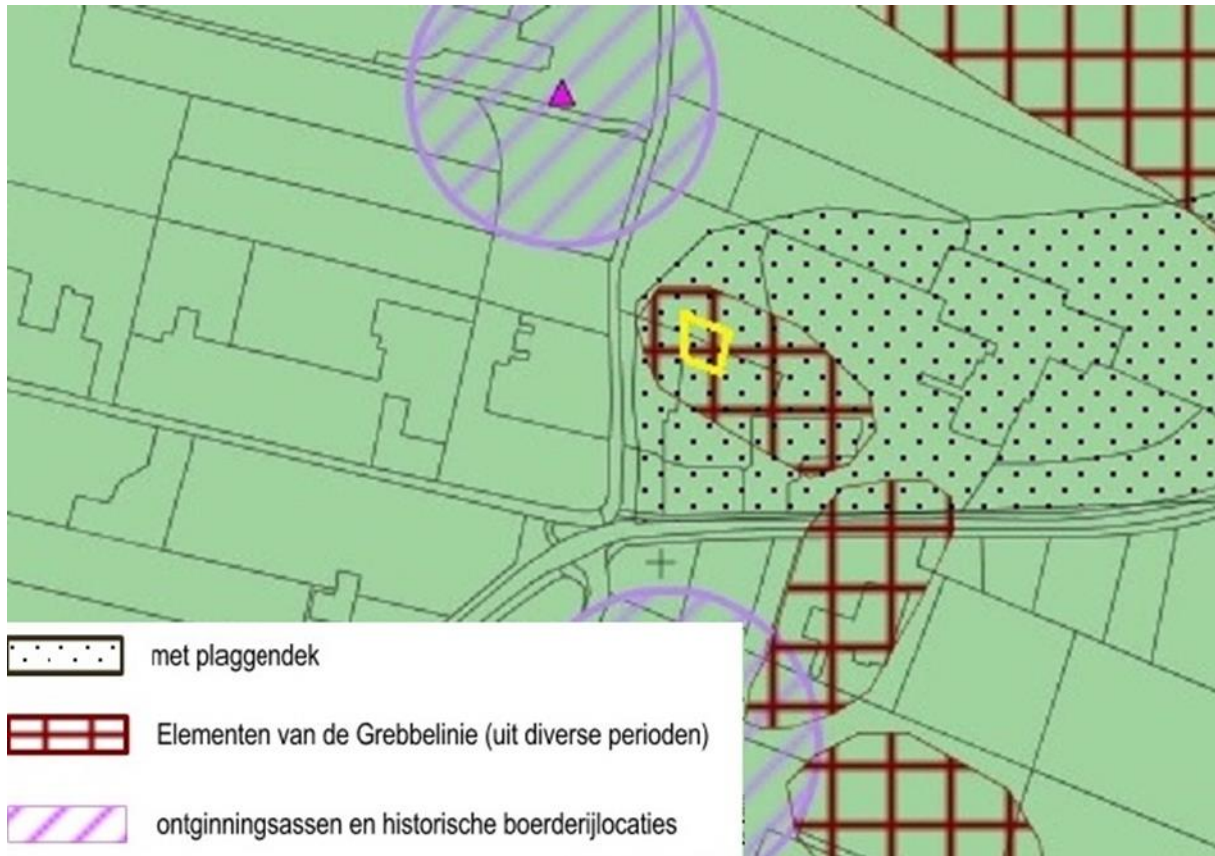 met plaggendek
Elementen van de Grebbelinie (uit diverse perioden)
ontginningsassen en historische boerderijlocaties